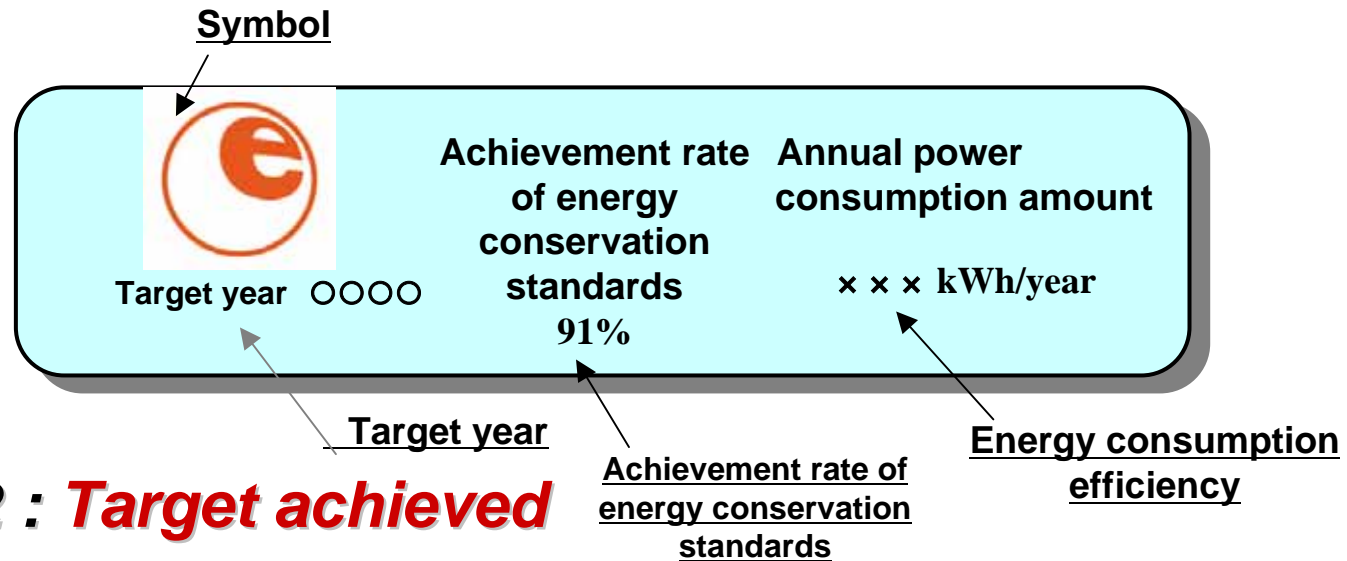 Symbol
e
Achievement rate
of energy
conservation
standards
91%
Annual power
consumption amount
× × × kWh/year
Target year ○○○○
Target year
Achievement rate of
energy conservation
standards
Energy consumption
efficiency
: Target achieved